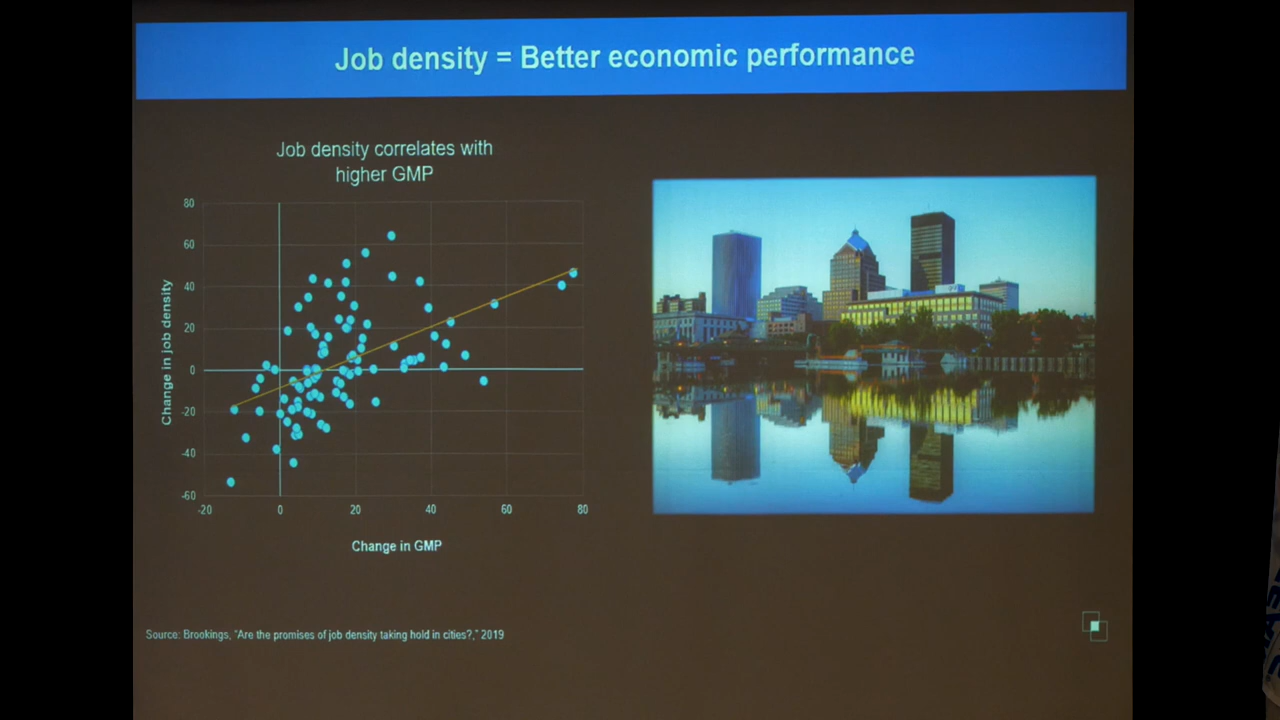 Job density = Better economic performance
Job density correlates with
higher GMP
80
60
40
20
0
-20
-40
-60
Change in job density
-20 0 20 40 60 80
Change in GMP
Source: Brookings, "Are the promises of job density taking hold in cities?," 2019